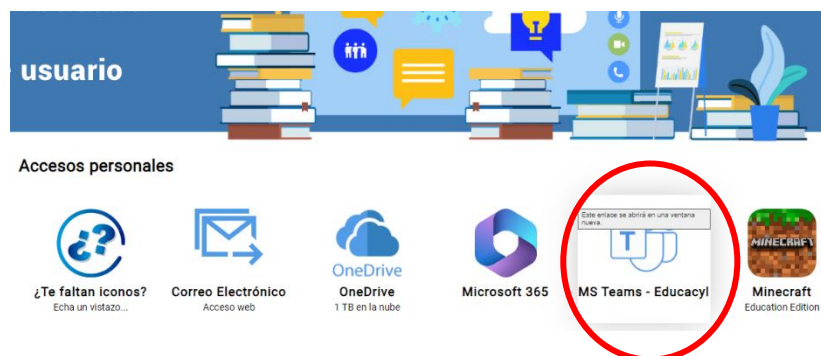 usuario
Accesos personales
¿?
Este enlace se abrirá en una ventana
nueva.
T
MINECRAFT
OneDrive
¿Te faltan iconos?
Correo Electrónico
OneDrive
Microsoft 365
MS Teams - Educacyl
Minecraft
Echa un vistazo...
Acceso web
1 TB en la nube
Education Edition